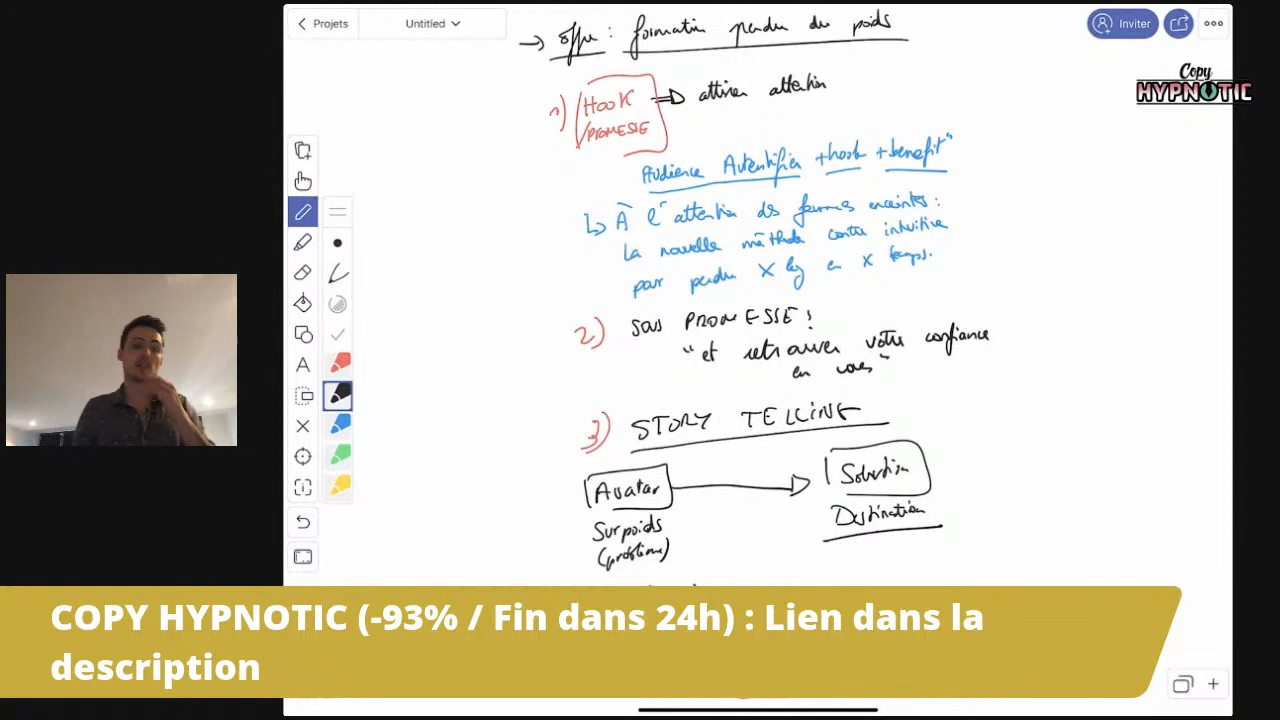 Projets
Untitled
Inviter
→ offre : formation perdre du poids
Copy
HYPNOTIC
1) HOOK
/PROMESSE
⇒ attirer attention
Audience Autentifier + hook + benefit"
↳ À l'attention des femmes enceintes :
la nouvelle méthode contre intuitive
pour perdre X kg en X temps.
2) SOUS PROMESSE :
"et retrouver votre confiance
en vous"
3) STORY TELLING
Avatar
Solution
Surpoids
(problème)
Destination
COPY HYPNOTIC (-93% / Fin dans 24h) : Lien dans la
description